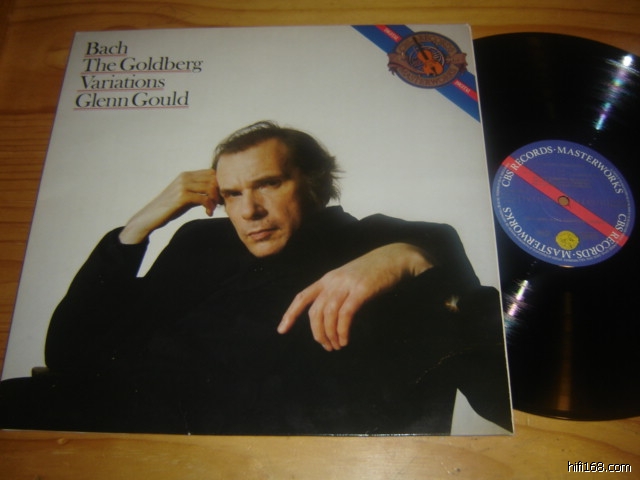 Bach
The Goldberg
Variations
Glenn Gould
CBS RECORDS · MASTERWORKS
CBS RECORDS · MASTERWORKS
hifi168.com